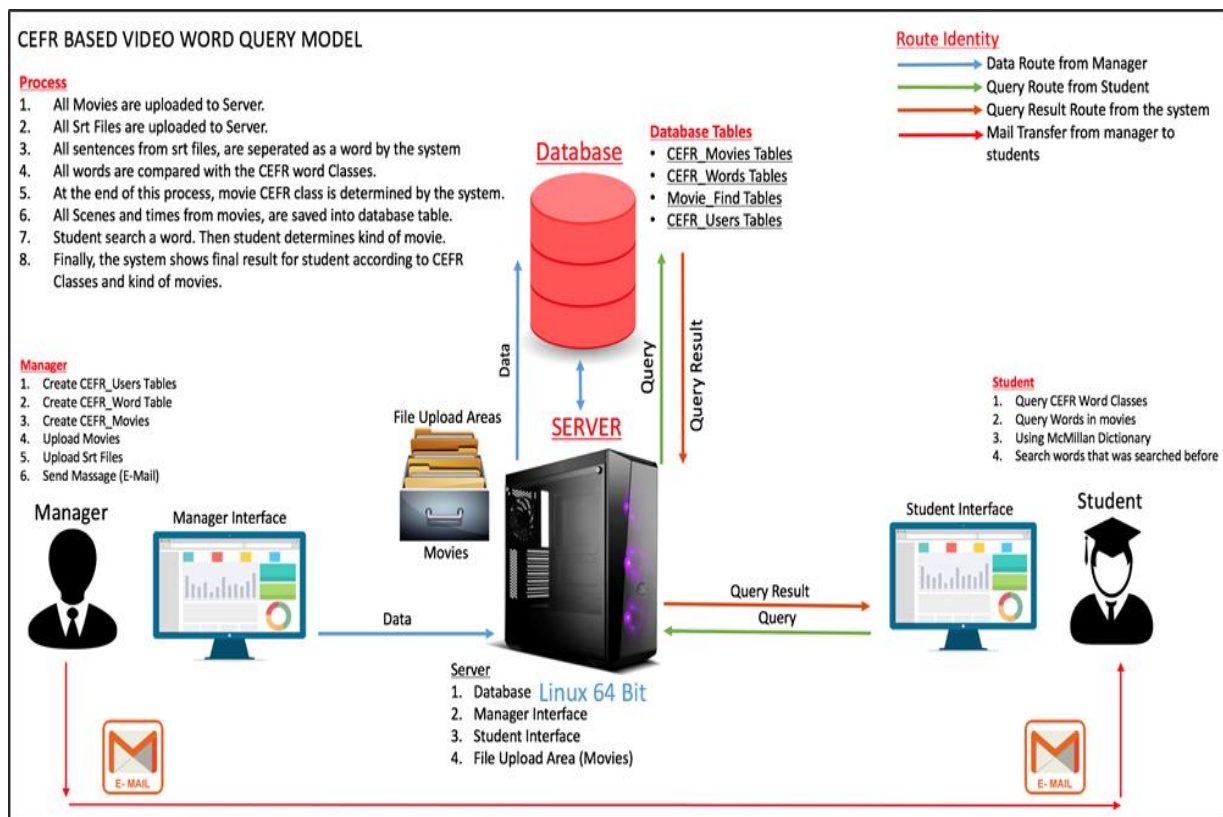 CEFR BASED VIDEO WORD QUERY MODEL
Process
1. All Movies are uploaded to Server.
2. All Srt Files are uploaded to Server.
3. All sentences from srt files, are seperated as a word by the system
4. All words are compared with the CEFR word Classes.
5. At the end of this process, movie CEFR class is determined by the system.
6. All Scenes and times from movies, are saved into database table.
7. Student search a word. Then student determines kind of movie.
8. Finally, the system shows final result for student according to CEFR
Classes and kind of movies.
Route Identity
Data Route from Manager
Query Route from Student
Query Result Route from the system
Mail Transfer from manager to
students
Database
Database Tables
• CEFR_Movies Tables
• CEFR_Words Tables
• Movie_Find Tables
• CEFR_Users Tables
Data
Query
Query Result
Manager
1. Create CEFR_Users Tables
2. Create CEFR_Word Table
3. Create CEFR_Movies
4. Upload Movies
5. Upload Srt Files
6. Send Massage (E-Mail)
File Upload Areas
Movies
SERVER
Student
1. Query CEFR Word Classes
2. Query Words in movies
3. Using McMillan Dictionary
4. Search words that was searched before
Manager
Manager Interface
Student Interface
Student
Data
Query Result
Query
Server
1. Database Linux 64 Bit
2. Manager Interface
3. Student Interface
4. File Upload Area (Movies)
E- MAIL
E- MAIL